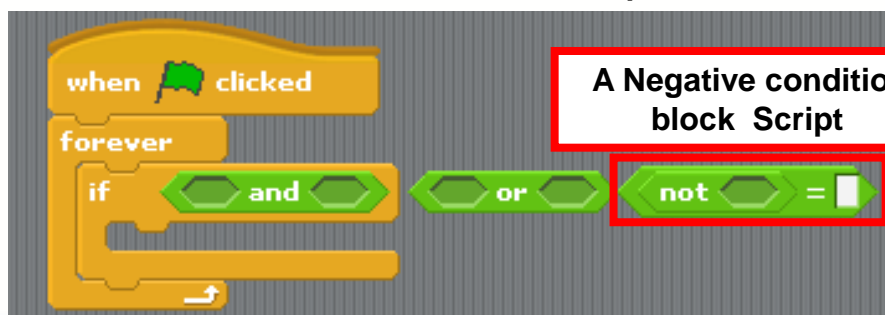 when clicked
A Negative conditio
block Script
forever
if and or not =